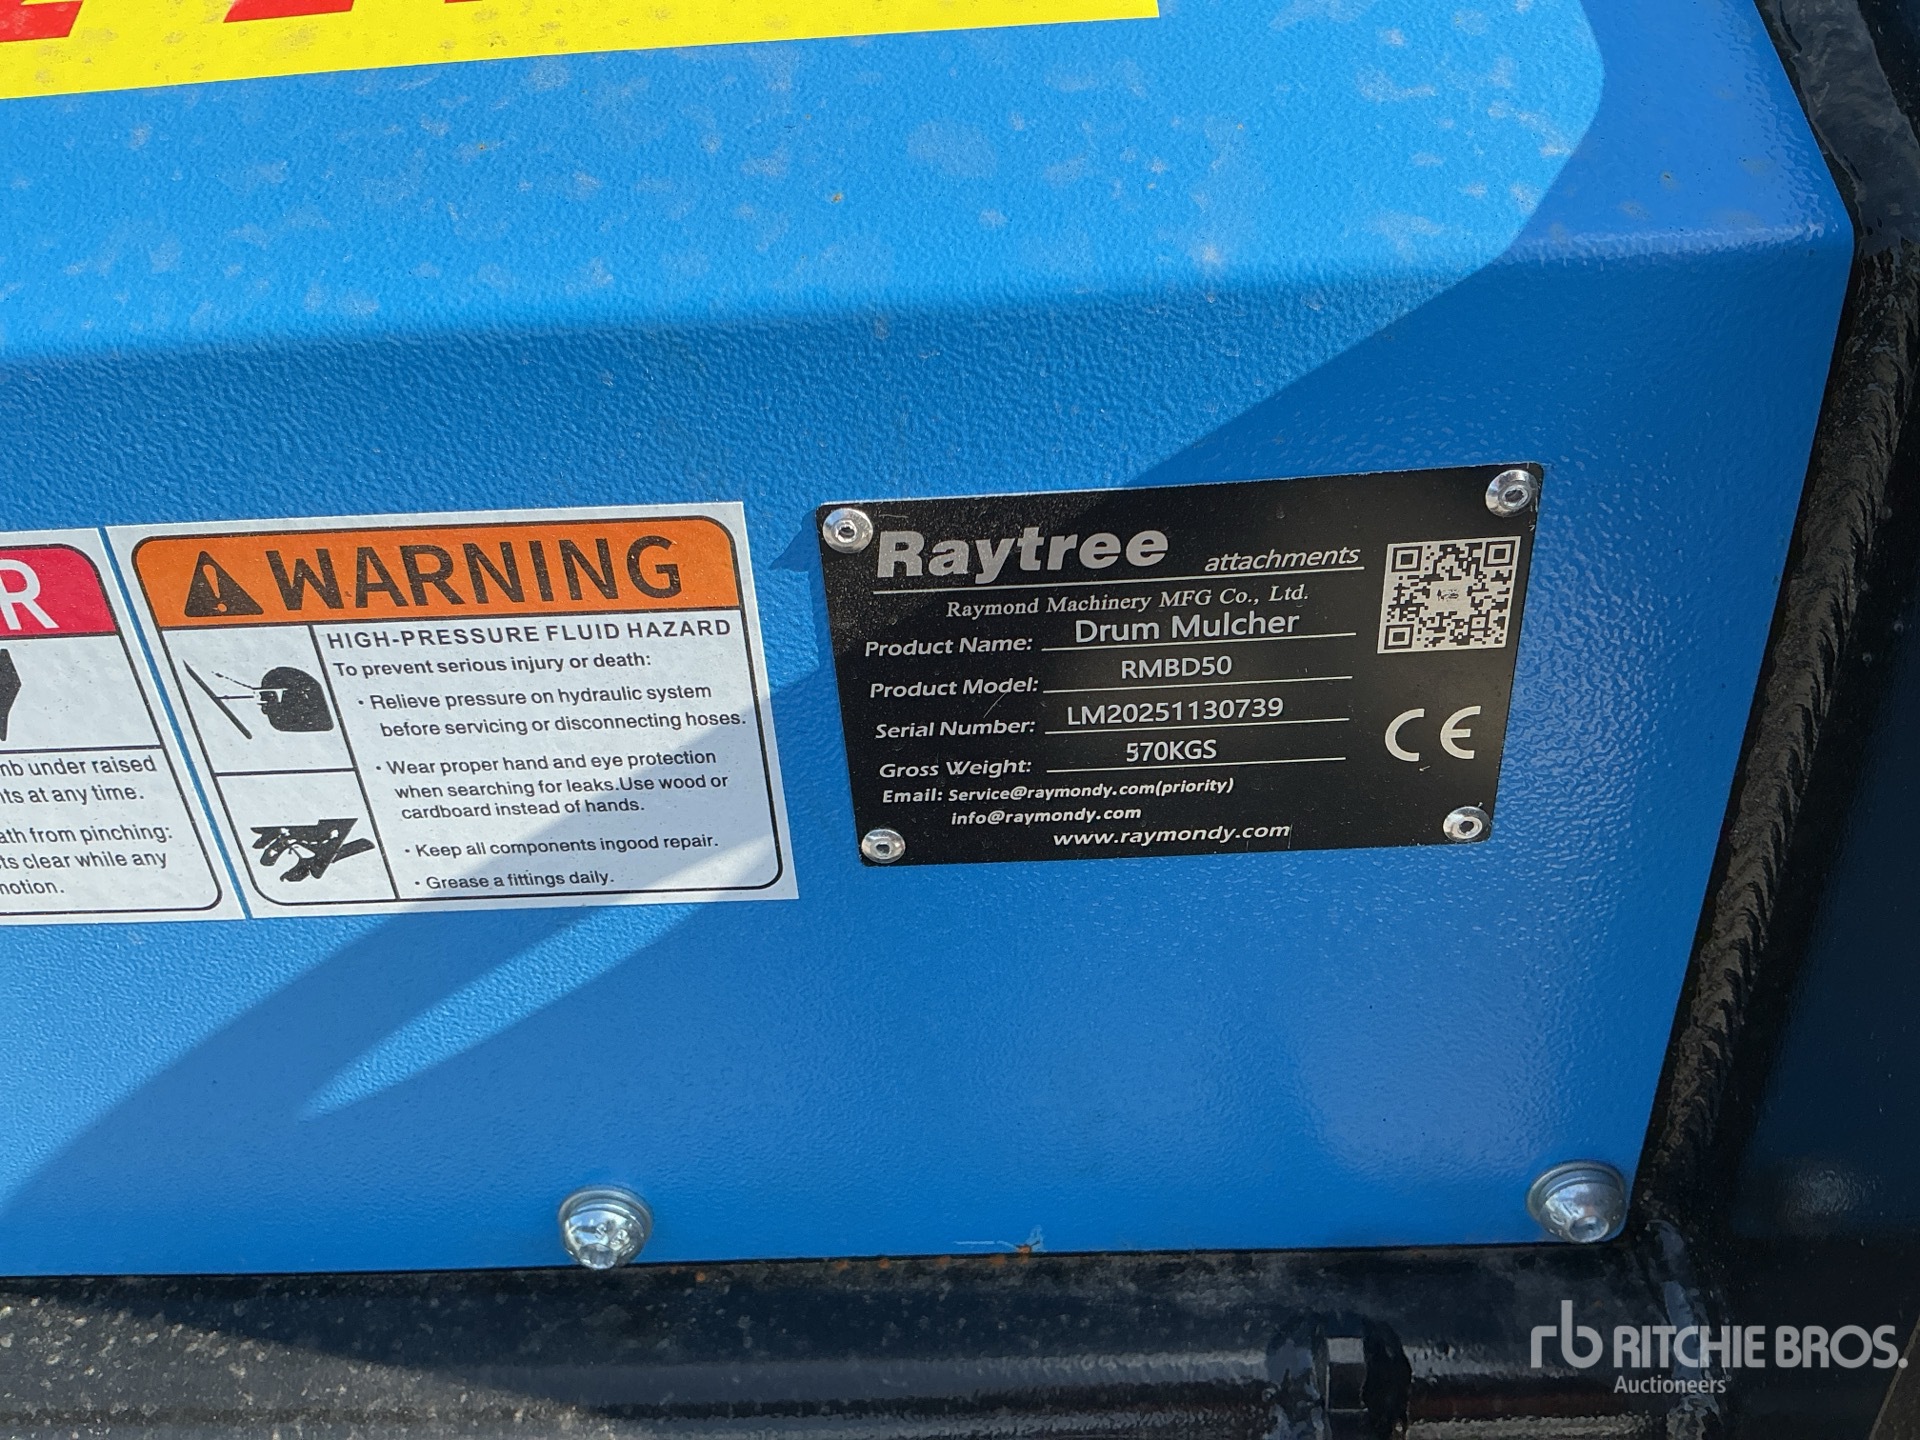 R
nb under raised
ts at any time.
ath from pinching:
ts clear while any
notion.
WARNING
HIGH-PRESSURE FLUID HAZARD
To prevent serious injury or death:
· Relieve pressure on hydraulic system
before servicing or disconnecting hoses.
· Wear proper hand and eye protection
when searching for leaks.Use wood or
cardboard instead of hands.
· Keep all components ingood repair.
· Grease a fittings daily.
Raytree attachments
Raymond Machinery MFG Co., Ltd.
Product Name: Drum Mulcher
Product Model: RMBD50
Serial Number: LM20251130739
Gross Weight: 570KGS
CE
Email: Service@raymondy.com(priority)
info@raymondy.com
www.raymondy.com
rb RITCHIE BROS.
Auctioneers